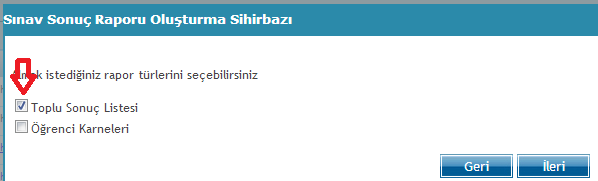 Sınav Sonuç Raporu Oluşturma Sihirbazı
istediğiniz rapor türlerini seçebilirsiniz
Toplu Sonuç Listesi
Öğrenci Karneleri
Geri
İleri